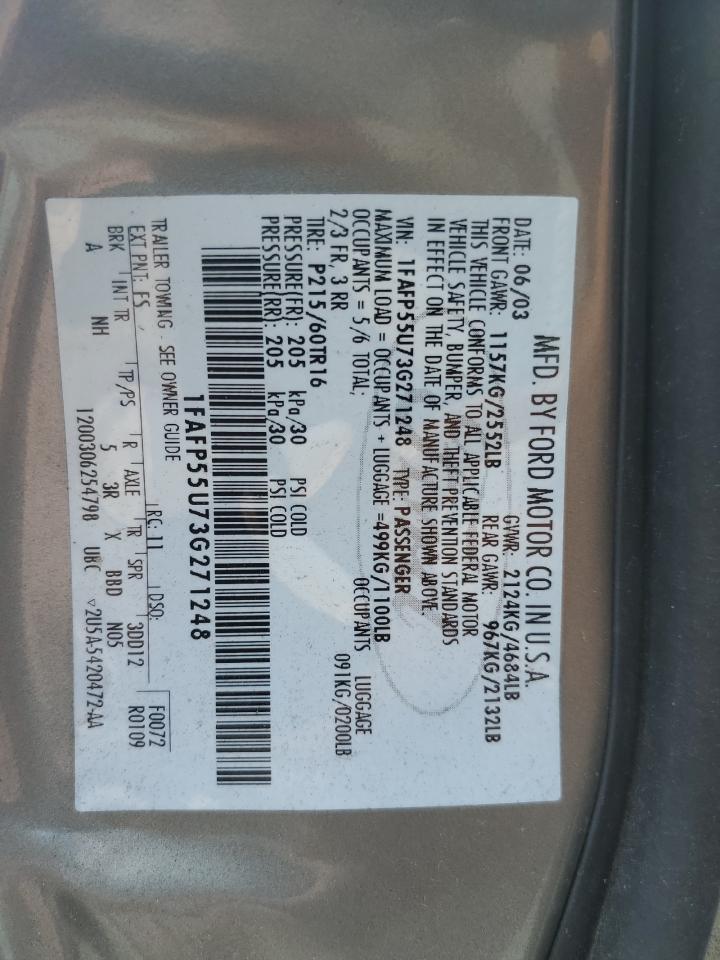 MFD. BY FORD MOTOR CO. IN U.S.A.
DATE: 06/03 GVWR: 2124KG/4684LB
FRONT GAWR: 1157KG/2552LB REAR GAWR: 967KG/2132LB
THIS VEHICLE CONFORMS TO ALL APPLICABLE FEDERAL MOTOR
VEHICLE SAFETY, BUMPER, AND THEFT PREVENTION STANDARDS
IN EFFECT ON THE DATE OF MANUFACTURE SHOWN ABOVE.
VIN: 1FAFP55U73G271248 TYPE: PASSENGER
MAXIMUM LOAD = OCCUPANTS + LUGGAGE =499KG/1100LB
OCCUPANTS = 5/6 TOTAL; OCCUPANTS LUGGAGE
2/3 FR, 3 RR 091KG/0200LB
TIRE: P215/60TR16
PRESSURE(FR): 205 kPa/30 PSI COLD
PRESSURE(RR): 205 kPa/30 PSI COLD
1FAFP55U73G271248
TRAILER TOWING - SEE OWNER GUIDE
EXT PNT: FS RC: 11 DSO: F0072
BRK INT TR TP/PS R AXLE TR SPR 3DD12 R0109
A NH 5 3R X BBD N05
1200306254798 UBC ▽2U5A-5420472-AA